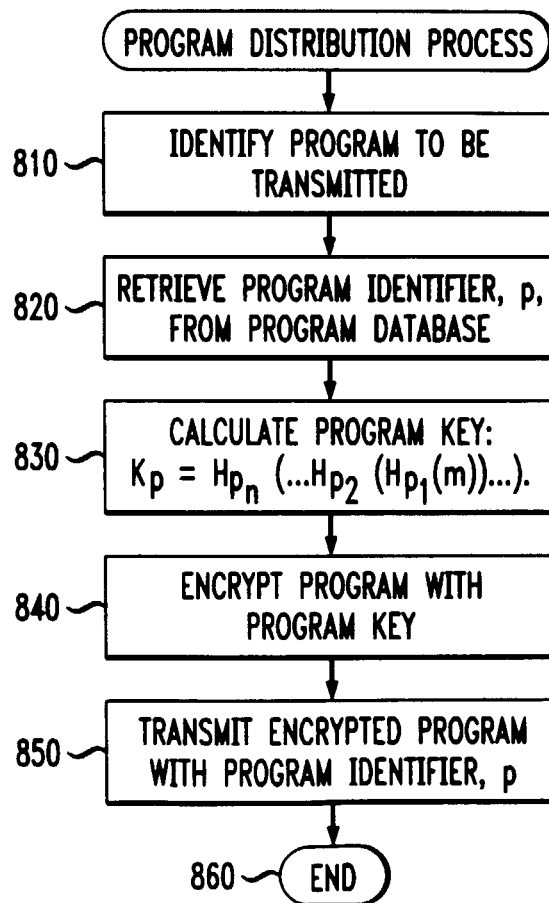 PROGRAM DISTRIBUTION PROCESS
810
IDENTIFY PROGRAM TO BE
TRANSMITTED
820
RETRIEVE PROGRAM IDENTIFIER, p,
FROM PROGRAM DATABASE
830
CALCULATE PROGRAM KEY:
Kp = Hpn (...Hp2 (Hp1(m))...).
840
ENCRYPT PROGRAM WITH
PROGRAM KEY
850
TRANSMIT ENCRYPTED PROGRAM
WITH PROGRAM IDENTIFIER, p
860
END